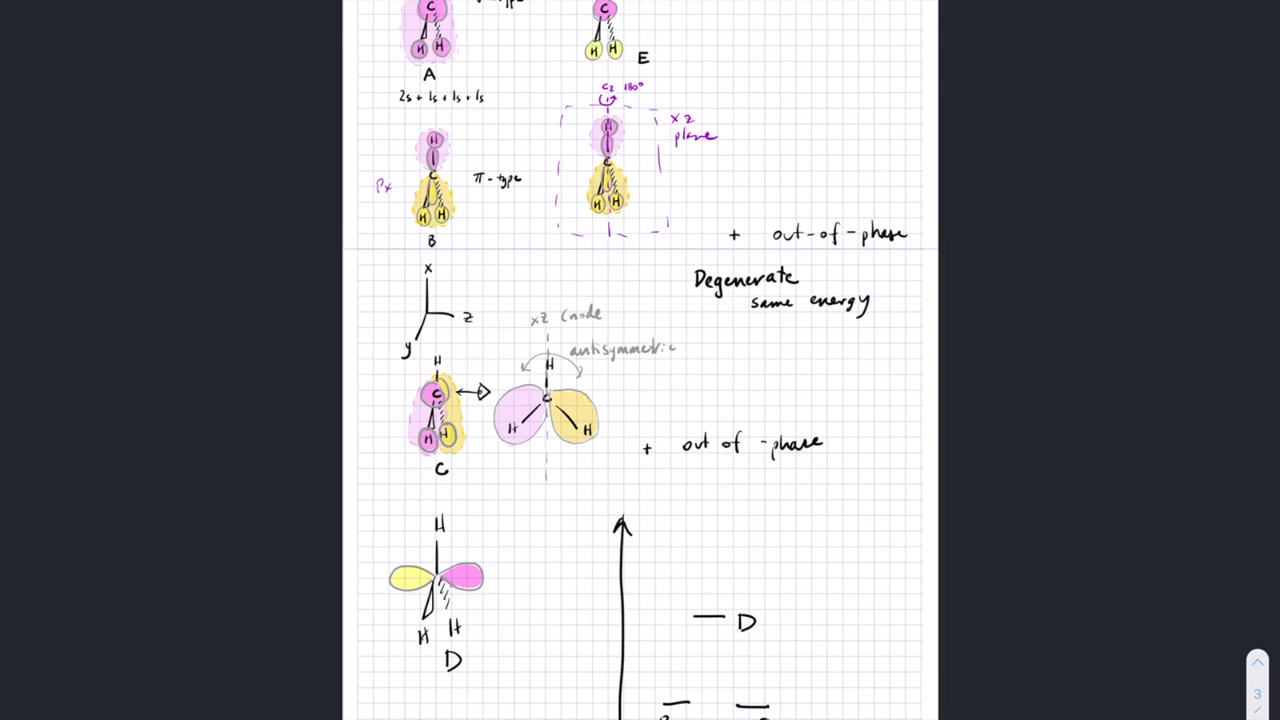 C
H H
A
2s + 1s + 1s + 1s
C
H H
E
C2 180°
xz
plane
H
C
H H
Px
π-type
B
H
C
H H
+ out-of-phase
Degenerate
same energy
x
z
y
xz (node
antisymmetric
H
C
H H
C
H
C
H H
+ out of -phase
H
H H
D
D
3